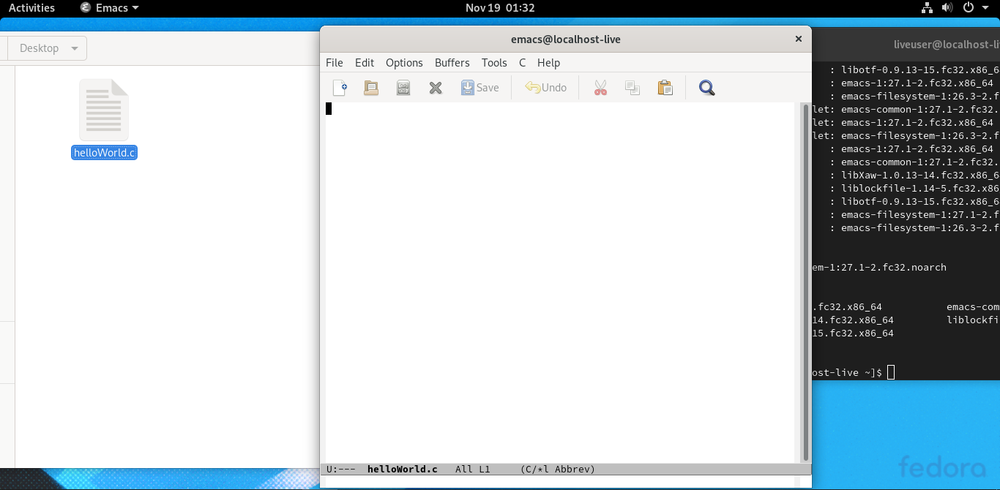 Activities
Emacs
Nov 19 01:32
Desktop
helloWorld.c
emacs@localhost-live
File Edit Options Buffers Tools C Help
Save
Undo
U:--- helloWorld.c All L1 (C/*l Abbrev)
liveuser@localhost-li
: libotf-0.9.13-15.fc32.x86_6
: emacs-1:27.1-2.fc32.x86_64
: emacs-filesystem-1:26.3-2.f
let: emacs-common-1:27.1-2.fc32.
let: emacs-1:27.1-2.fc32.x86_64
let: emacs-filesystem-1:26.3-2.f
: emacs-1:27.1-2.fc32.x86_64
: emacs-common-1:27.1-2.fc32.
: libXaw-1.0.13-14.fc32.x86_6
: liblockfile-1.14-5.fc32.x86
: libotf-0.9.13-15.fc32.x86_6
: emacs-filesystem-1:27.1-2.f
: emacs-filesystem-1:26.3-2.f
em-1:27.1-2.fc32.noarch
.fc32.x86_64 emacs-com
14.fc32.x86_64 liblockfi
15.fc32.x86_64
ost-live ~]$
fedora